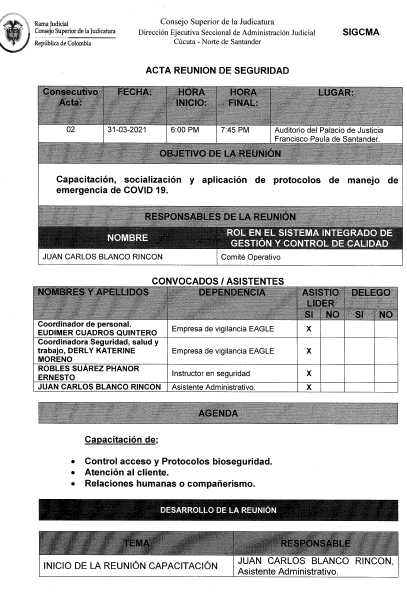 Rama Judicial
Consejo Superior de la Judicatura
República de Colombia
Consejo Superior de la Judicatura
Dirección Ejecutiva Seccional de Administración Judicial
Cúcuta - Norte de Santander
SIGCMA
ACTA REUNION DE SEGURIDAD
Consecutivo Acta: FECHA: HORA INICIO: HORA FINAL: LUGAR:
02 31-03-2021 6:00 PM 7:45 PM Auditorio del Palacio de Justicia
Francisco Paula de Santander.
OBJETIVO DE LA REUNIÓN
Capacitación, socialización y aplicación de protocolos de manejo de
emergencia de COVID 19.
RESPONSABLES DE LA REUNIÓN
NOMBRE ROL EN EL SISTEMA INTEGRADO DE
GESTIÓN Y CONTROL DE CALIDAD
JUAN CARLOS BLANCO RINCON Comité Operativo
CONVOCADOS / ASISTENTES
NOMBRES Y APELLIDOS DEPENDENCIA ASISTIO LIDER DELEGO
SI NO SI NO
Coordinador de personal.
EUDIMER CUADROS QUINTERO Empresa de vigilancia EAGLE X
Coordinadora Seguridad, salud y
trabajo, DERLY KATERINE Empresa de vigilancia EAGLE X
MORENO
ROBLES SUÁREZ PHANOR
ERNESTO Instructor en seguridad X
JUAN CARLOS BLANCO RINCON Asistente Administrativo. X
AGENDA
Capacitación de:
• Control acceso y Protocolos bioseguridad.
• Atención al cliente.
• Relaciones humanas o compañerismo.
DESARROLLO DE LA REUNIÓN
TEMA RESPONSABLE
INICIO DE LA REUNIÓN CAPACITACIÓN JUAN CARLOS BLANCO RINCON,
Asistente Administrativo.